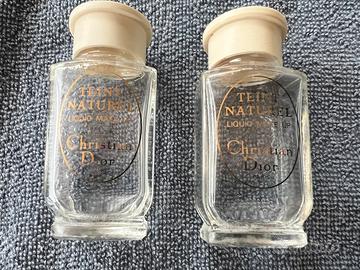 TEINT
NATUREL
LIQUID MAKE-UP
Christian
Dior
TEINT
NATUREL
LIQUID MAKE-UP
Christian
Dior